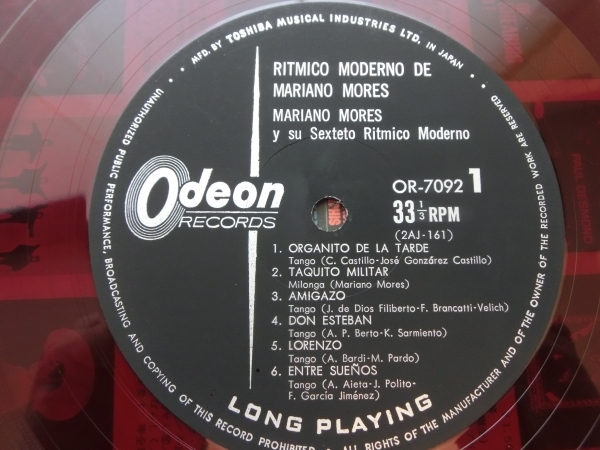 MFD. BY TOSHIBA MUSICAL INDUSTRIES LTD. IN JAPAN
RITMICO MODERNO DE
MARIANO MORES
MARIANO MORES
y su Sexteto Ritmico Moderno
Odeon
RECORDS
OR-7092 1
33 1/3 RPM
(2AJ-161)
1. ORGANITO DE LA TARDE
Tango (C. Castillo-José Gonzárez Castillo)
2. TAQUITO MILITAR
Milonga (Mariano Mores)
3. AMIGAZO
Tango (J. de Dios Filiberto-F. Brancatti-Velich)
4. DON ESTEBAN
Tango (A. P. Berto-K. Sarmiento)
5. LORENZO
Tango (A. Bardi-M. Pardo)
6. ENTRE SUEÑOS
Tango (A. Aieta-J. Polito-
F. García Jiménez)
LONG PLAYING
UNAUTHORIZED PUBLIC PERFORMANCE, BROADCASTING AND COPYING OF THIS RECORD PROHIBITED • ALL RIGHTS OF THE MANUFACTURER AND OF THE OWNER OF THE RECORDED WORK ARE RESERVED